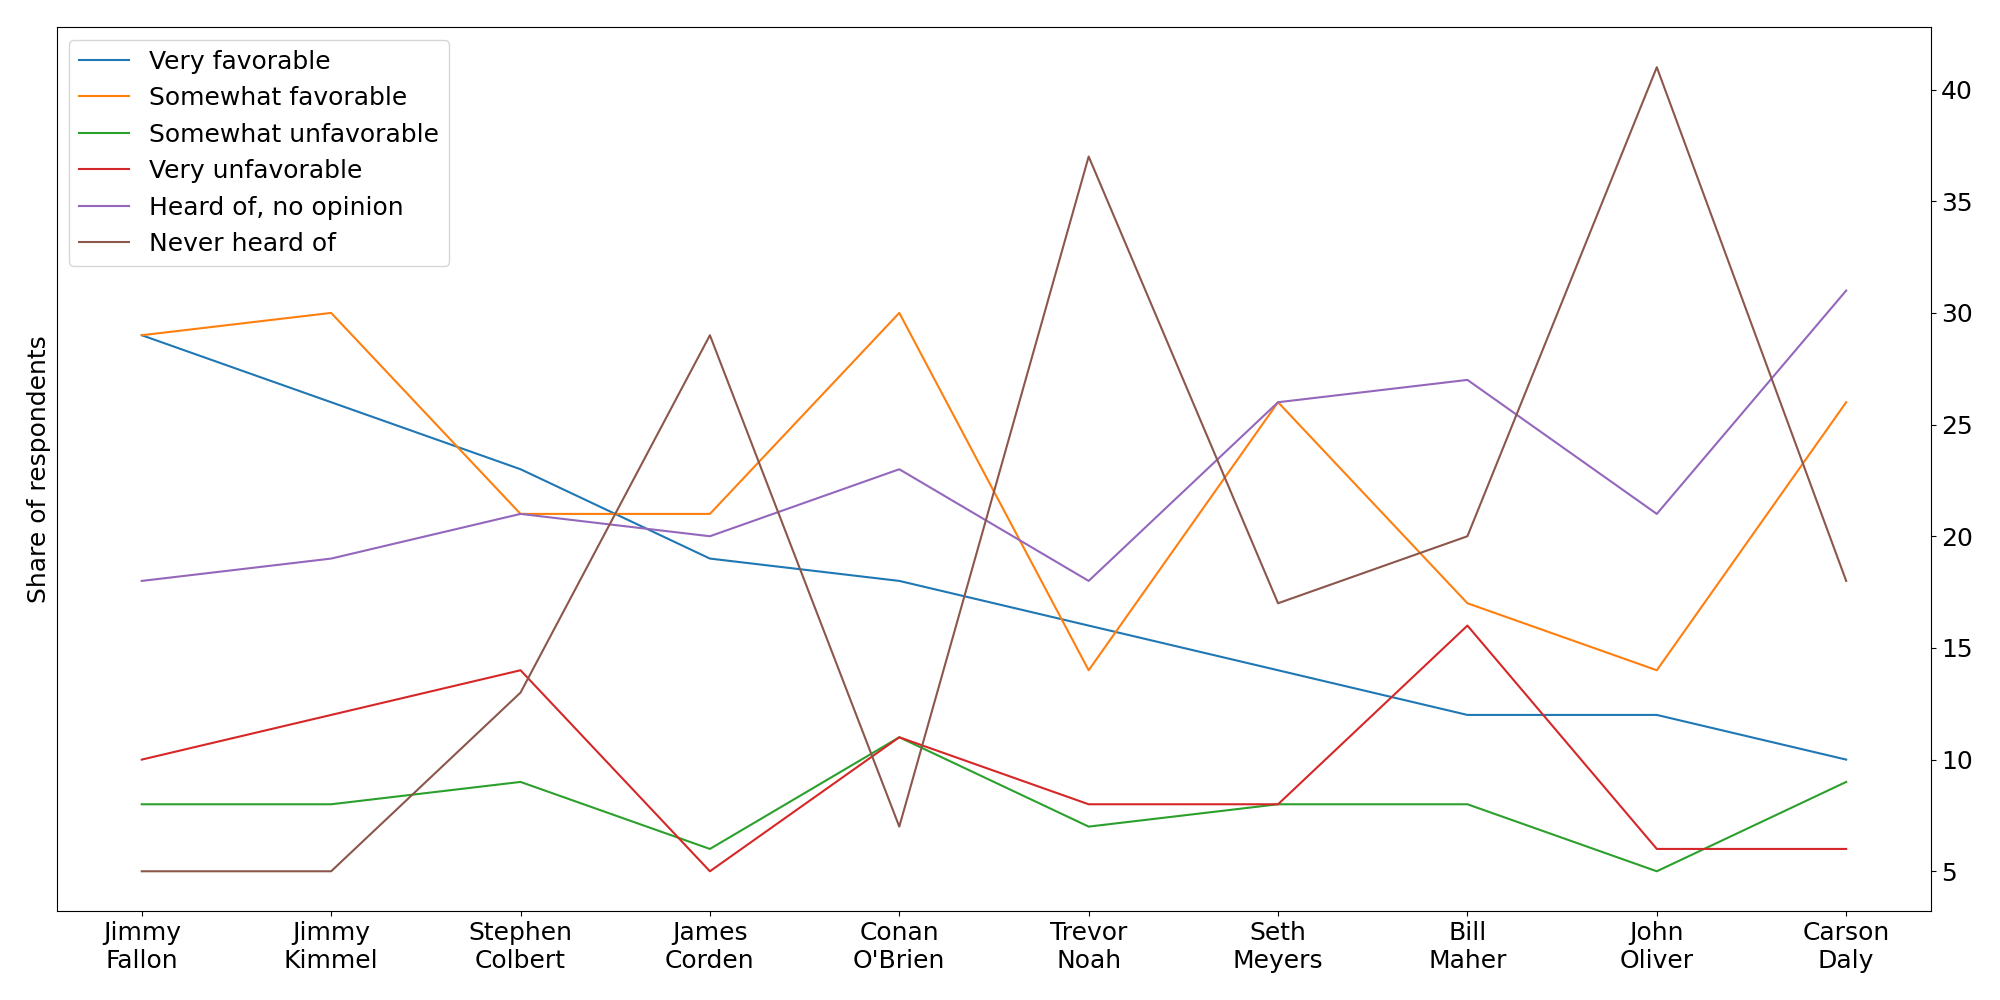 Very favorable
Somewhat favorable
Somewhat unfavorable
Very unfavorable
Heard of, no opinion
Never heard of
Share of respondents
40
35
30
25
20
15
10
5
Jimmy
Fallon
Jimmy
Kimmel
Stephen
Colbert
James
Corden
Conan
O'Brien
Trevor
Noah
Seth
Meyers
Bill
Maher
John
Oliver
Carson
Daly